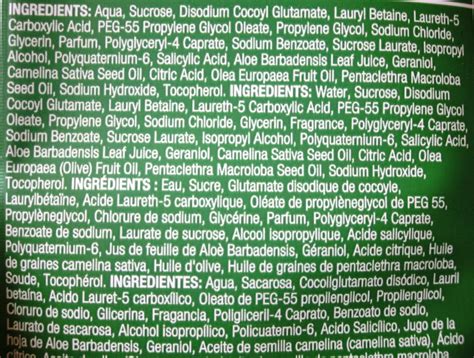 INGREDIENTS: Aqua, Sucrose, Disodium Cocoyl Glutamate, Lauryl Betaine, Laureth-5
Carboxylic Acid, PEG-55 Propylene Glycol Oleate, Propylene Glycol, Sodium Chloride,
Glycerin, Parfum, Polyglyceryl-4 Caprate, Sodium Benzoate, Sucrose Laurate, Isopropyl
Alcohol, Polyquaternium-6, Salicylic Acid, Aloe Barbadensis Leaf Juice, Geraniol,
Camelina Sativa Seed Oil, Citric Acid, Olea Europaea Fruit Oil, Pentaclethra Macroloba
Seed Oil, Sodium Hydroxide, Tocopherol. INGREDIENTS: Water, Sucrose, Disodium
Cocoyl Glutamate, Lauryl Betaine, Laureth-5 Carboxylic Acid, PEG-55 Propylene Glycol
Oleate, Propylene Glycol, Sodium Chloride, Glycerin, Fragrance, Polyglyceryl-4 Caprate,
Sodium Benzoate, Sucrose Laurate, Isopropyl Alcohol, Polyquaternium-6, Salicylic Acid,
Aloe Barbadensis Leaf Juice, Geraniol, Camelina Sativa Seed Oil, Citric Acid, Olea
Europaea (Olive) Fruit Oil, Pentaclethra Macroloba Seed Oil, Sodium Hydroxide,
Tocopherol. INGRÉDIENTS : Eau, Sucre, Glutamate disodique de cocoyle,
Laurylbétaïne, Acide Laureth-5 carboxylique, Oléate de propylèneglycol de PEG 55,
Propylèneglycol, Chlorure de sodium, Glycérine, Parfum, Polyglyceryl-4 Caprate,
Benzoate de sodium, Laurate de sucrose, Alcool isopropylique, Acide salicylique,
Polyquaternium-6, Jus de feuille de Aloè Barbadensis, Géraniol, Acide citrique, Huile
de graines camelina sativa, Huile d'olive, Huile de graines de pentaclethra macroloba,
Soude, Tocophérol. INGREDIENTES: Agua, Sacarosa, Cocoilglutamato disódico, Lauril
betaína, Acido Lauret-5 carboxílico, Oleato de PEG-55 propilenglicol, Propilenglicol,
Cloruro de sodio, Glicerina, Fragancia, Poligliceril-4 Caprato, Benzoato de sodio,
Laurato de sacarosa, Alcohol isopropílico, Policuaternio-6, Acido Salicílico, Jugo de la
hoja de Aloe Barbadensis, Geraniol, Aceite de semilla camelina (camelina sativa), Ácido